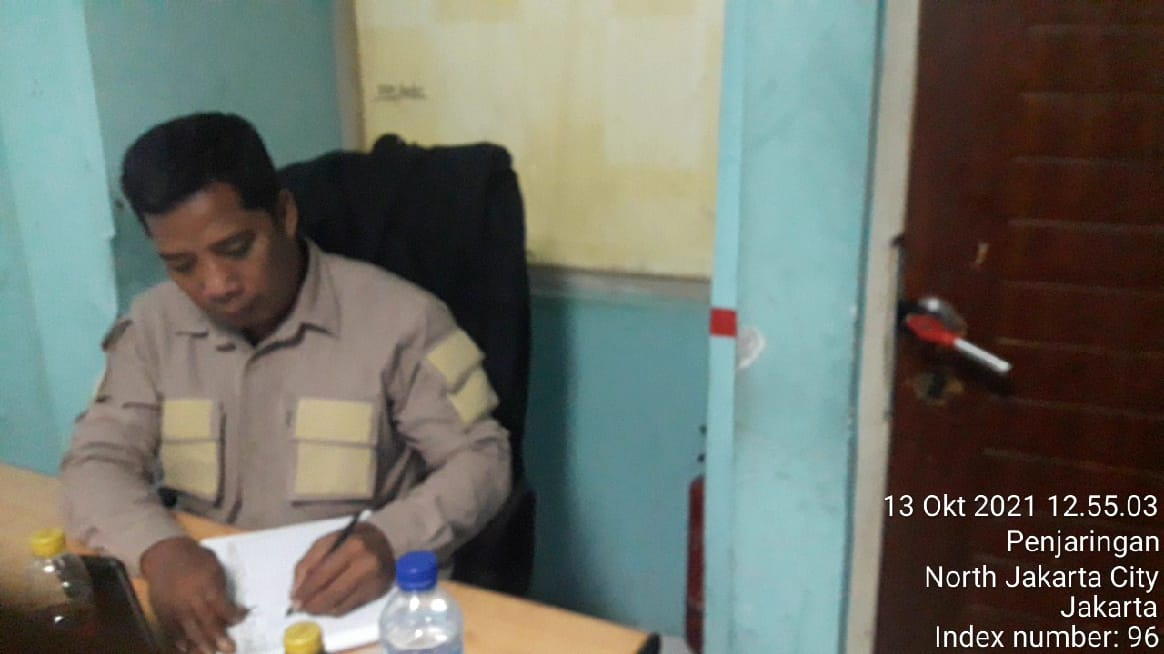 13 Okt 2021 12.55.03
Penjaringan
North Jakarta City
Jakarta
Index number: 96